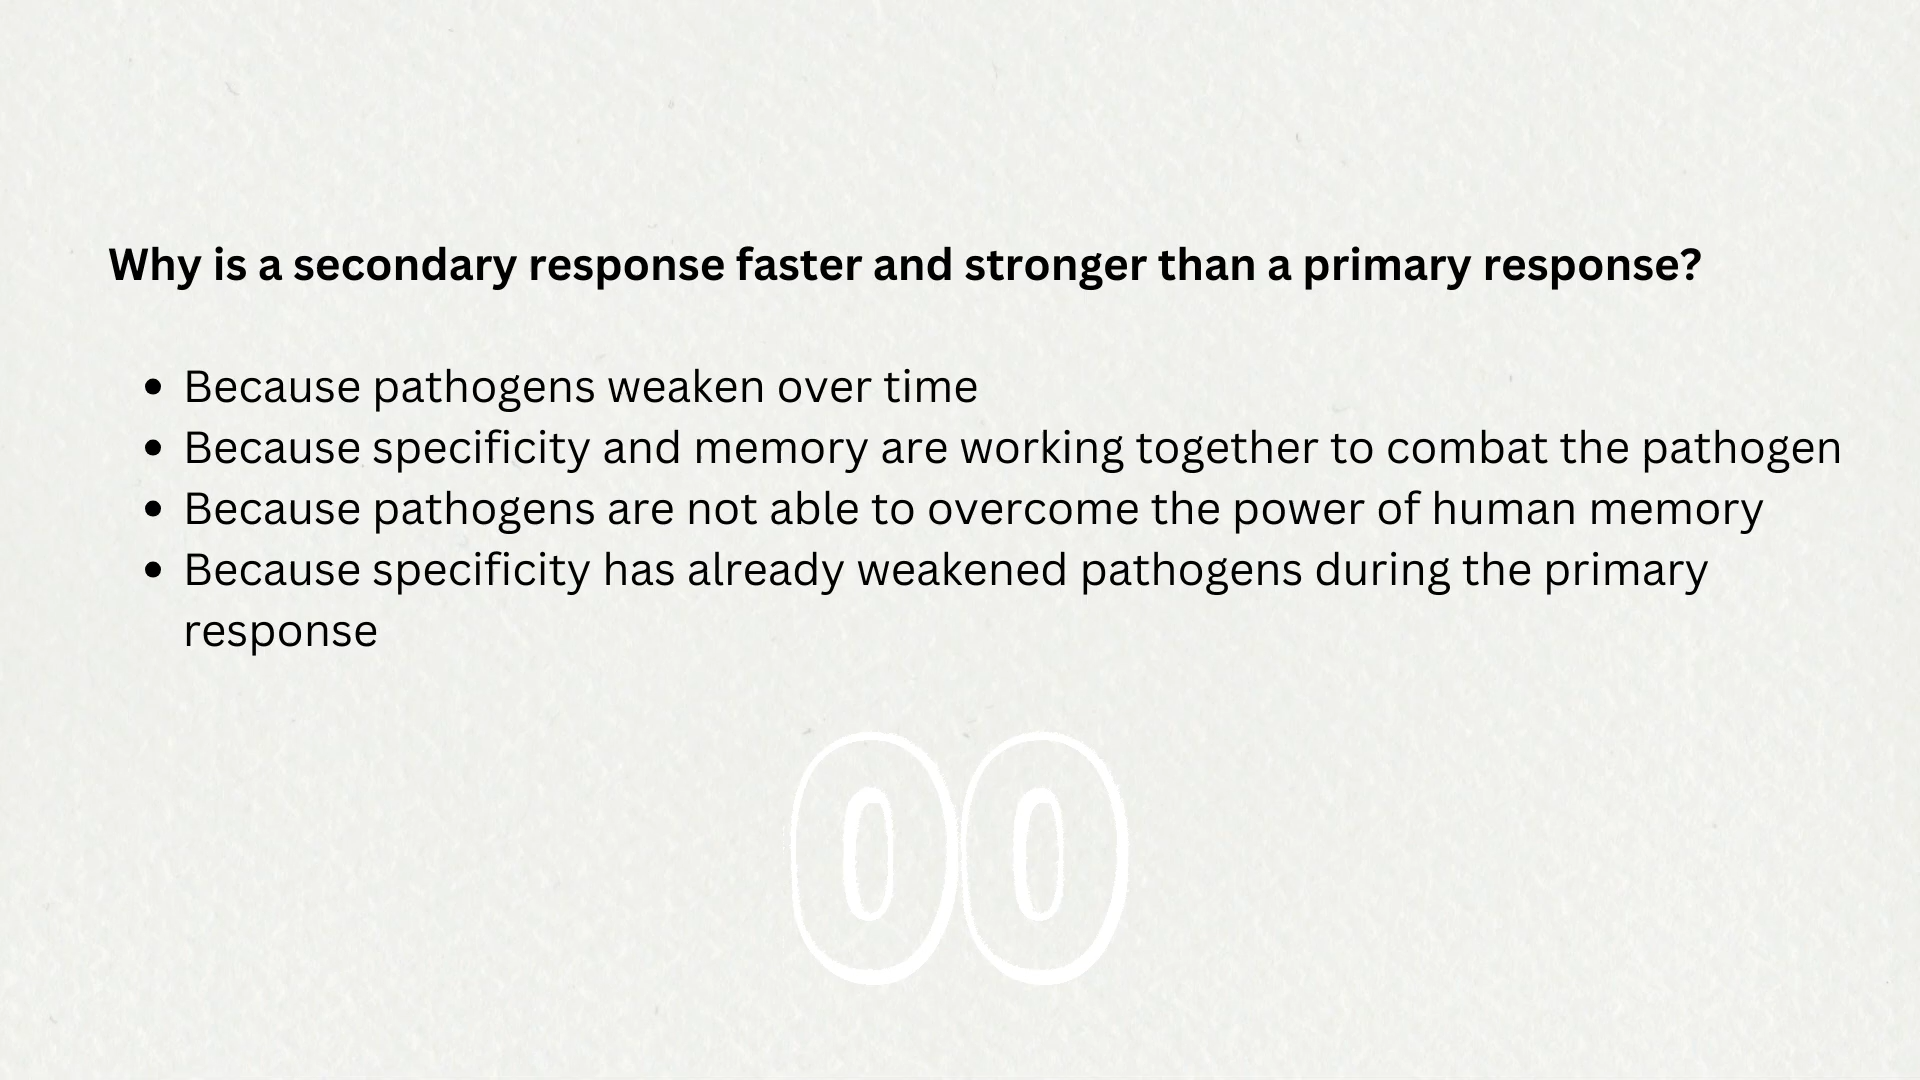 Why is a secondary response faster and stronger than a primary response?
• Because pathogens weaken over time
• Because specificity and memory are working together to combat the pathogen
• Because pathogens are not able to overcome the power of human memory
• Because specificity has already weakened pathogens during the primary
response
00